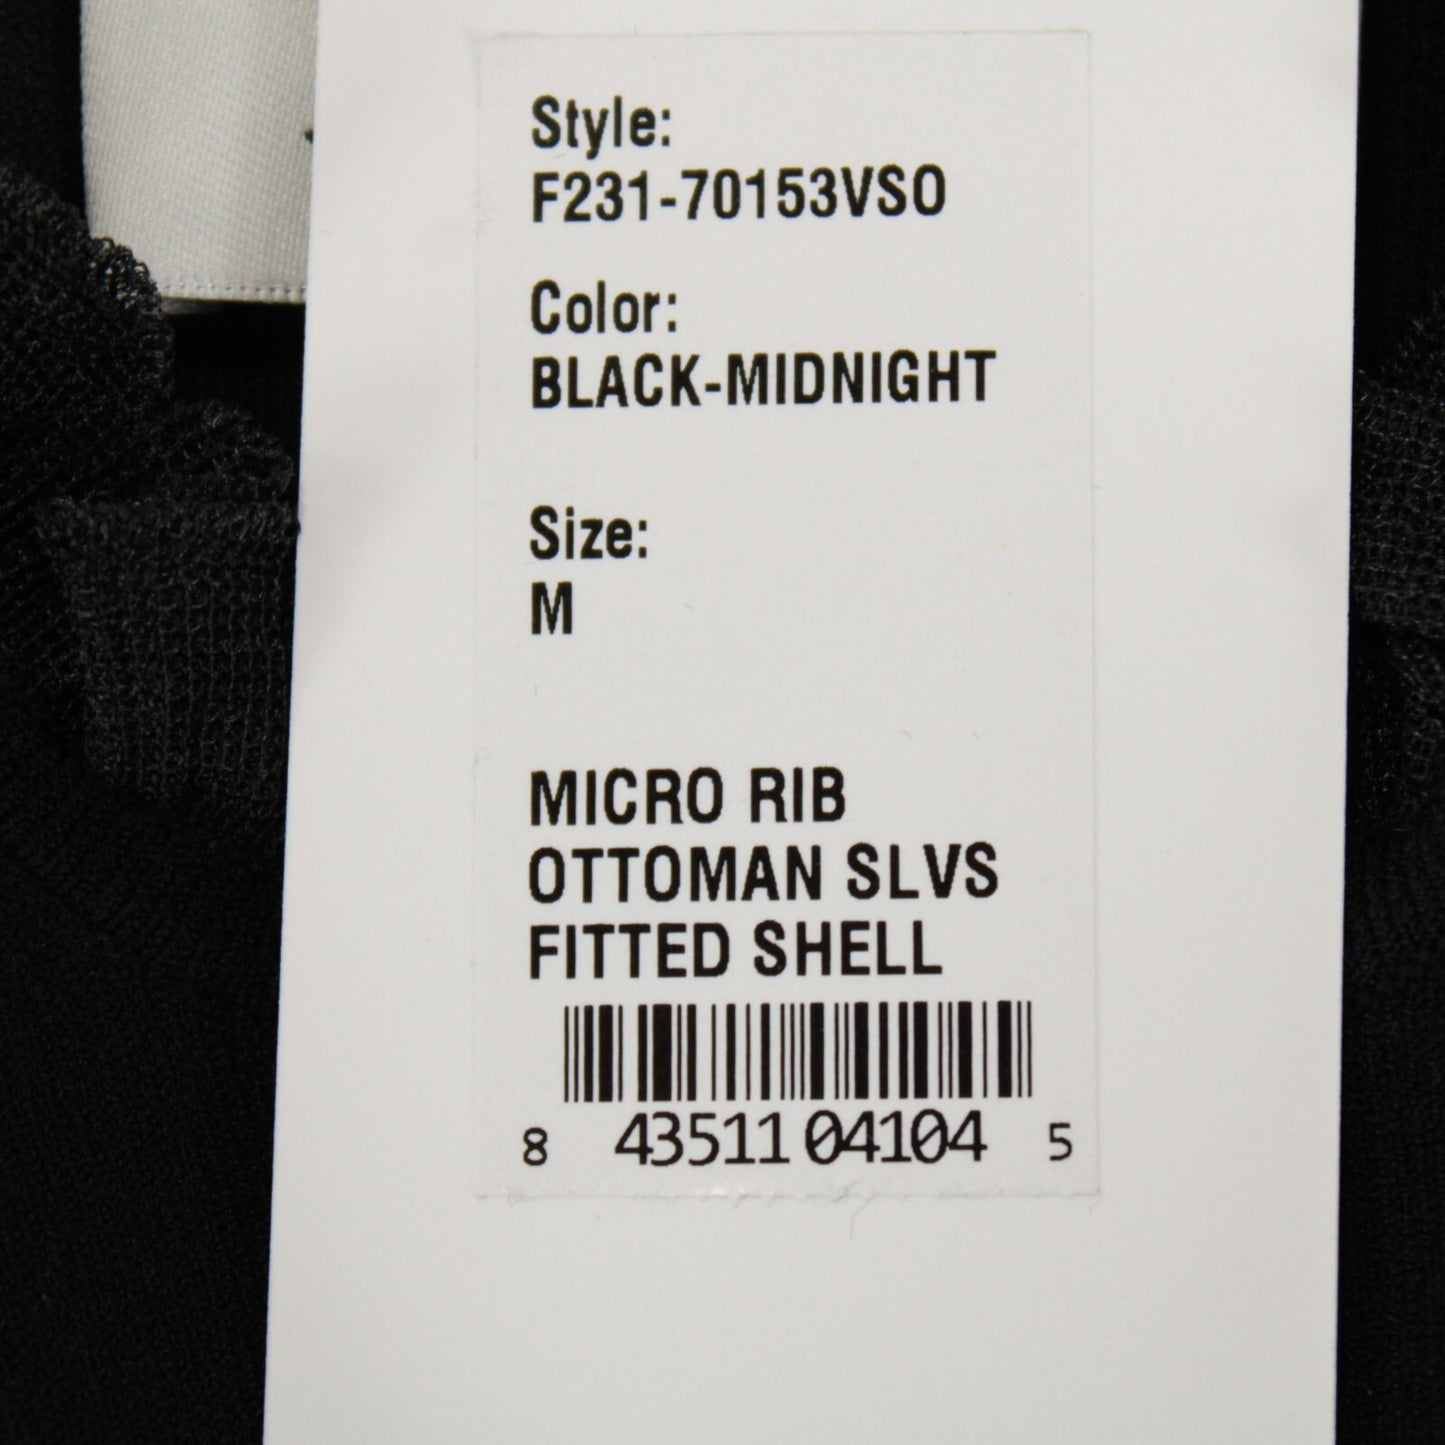 Style:
F231-70153VSO
Color:
BLACK-MIDNIGHT
Size:
M
MICRO RIB
OTTOMAN SLVS
FITTED SHELL
8 43511 04104 5